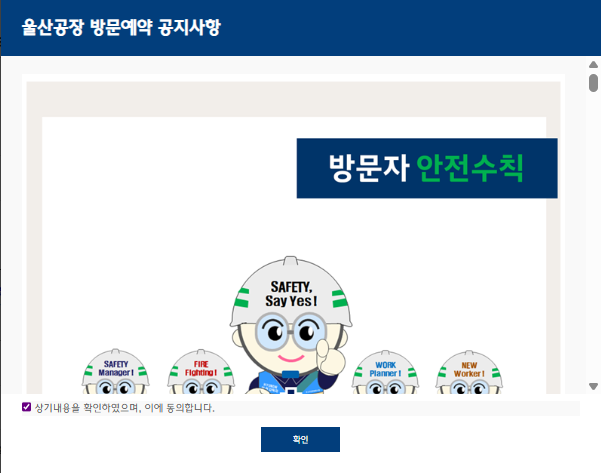 울산공장 방문예약 공지사항
방문자 안전수칙
SAFETY,
Say Yes!
SAFETY
Manager!
FIRE
Fighting!
WORK
Planner!
NEW
Worker!
상기내용을 확인하였으며, 이에 동의합니다.
확인